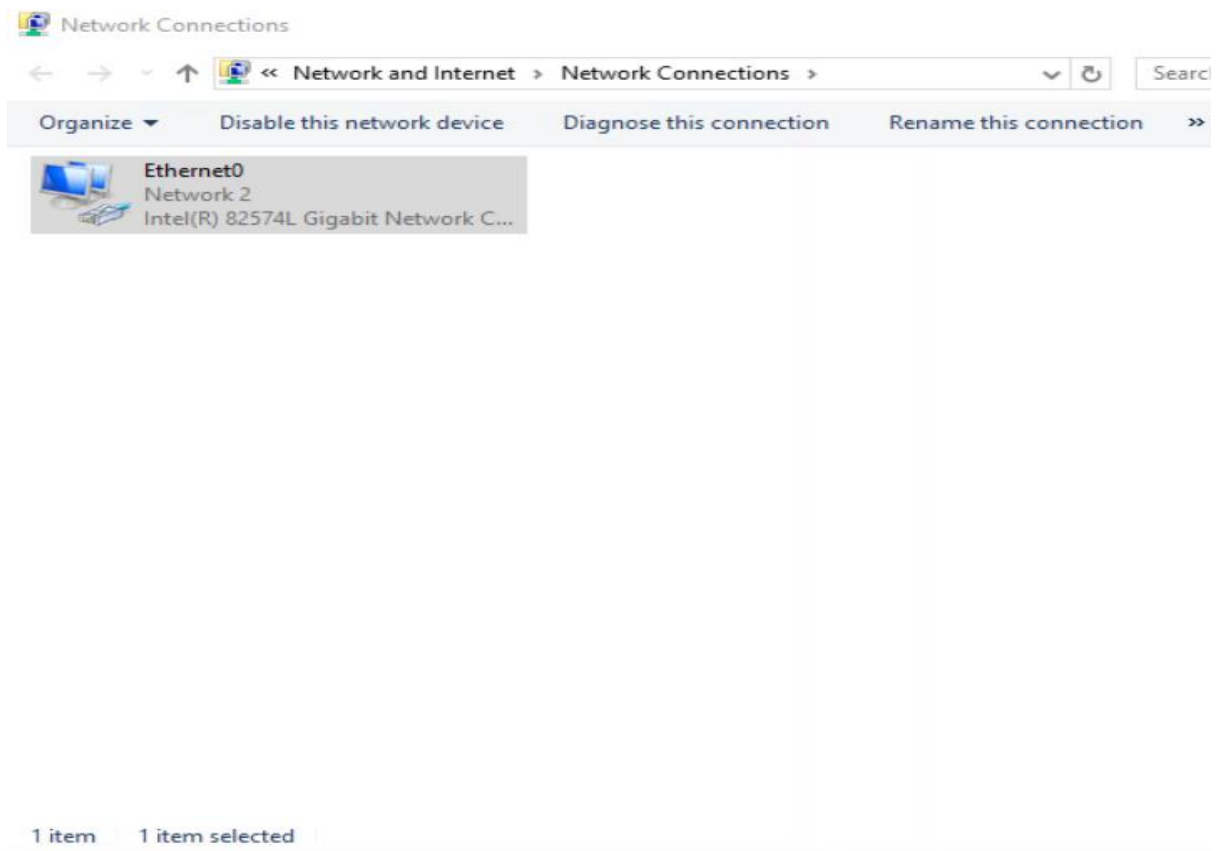 Network Connections
« Network and Internet > Network Connections >
Searc
Organize Disable this network device Diagnose this connection Rename this connection »
Ethernet0
Network 2
Intel(R) 82574L Gigabit Network C...
1 item 1 item selected